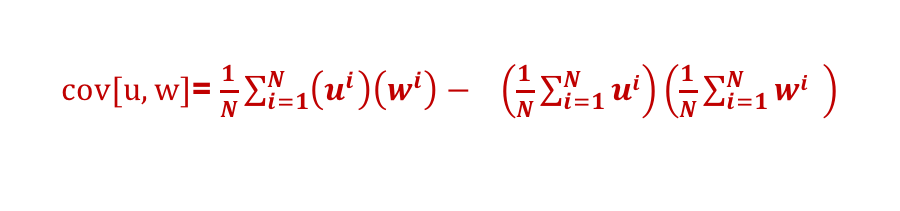 cov[u, w]= 1/N ∑_{i=1}^{N} (u^i)(w^i) − (1/N ∑_{i=1}^{N} u^i) (1/N ∑_{i=1}^{N} w^i )